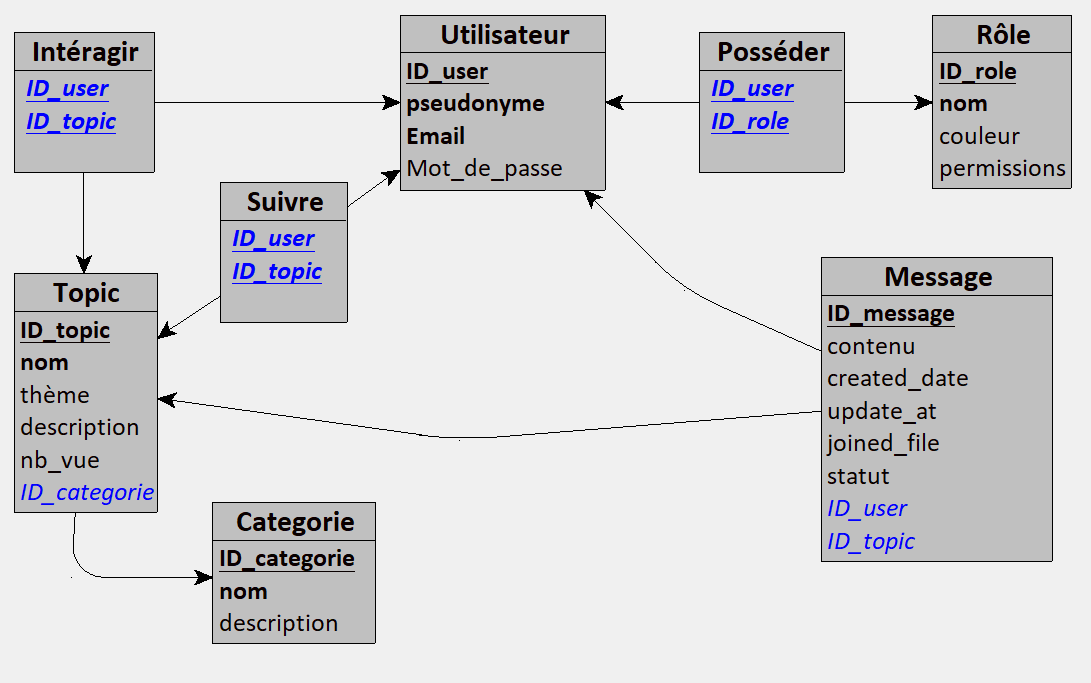 Intéragir
ID_user
ID_topic
Utilisateur
ID_user
pseudonyme
Email
Mot_de_passe
Posséder
ID_user
ID_role
Rôle
ID_role
nom
couleur
permissions
Suivre
ID_user
ID_topic
Topic
ID_topic
nom
thème
description
nb_vue
ID_categorie
Message
ID_message
contenu
created_date
update_at
joined_file
statut
ID_user
ID_topic
Categorie
ID_categorie
nom
description